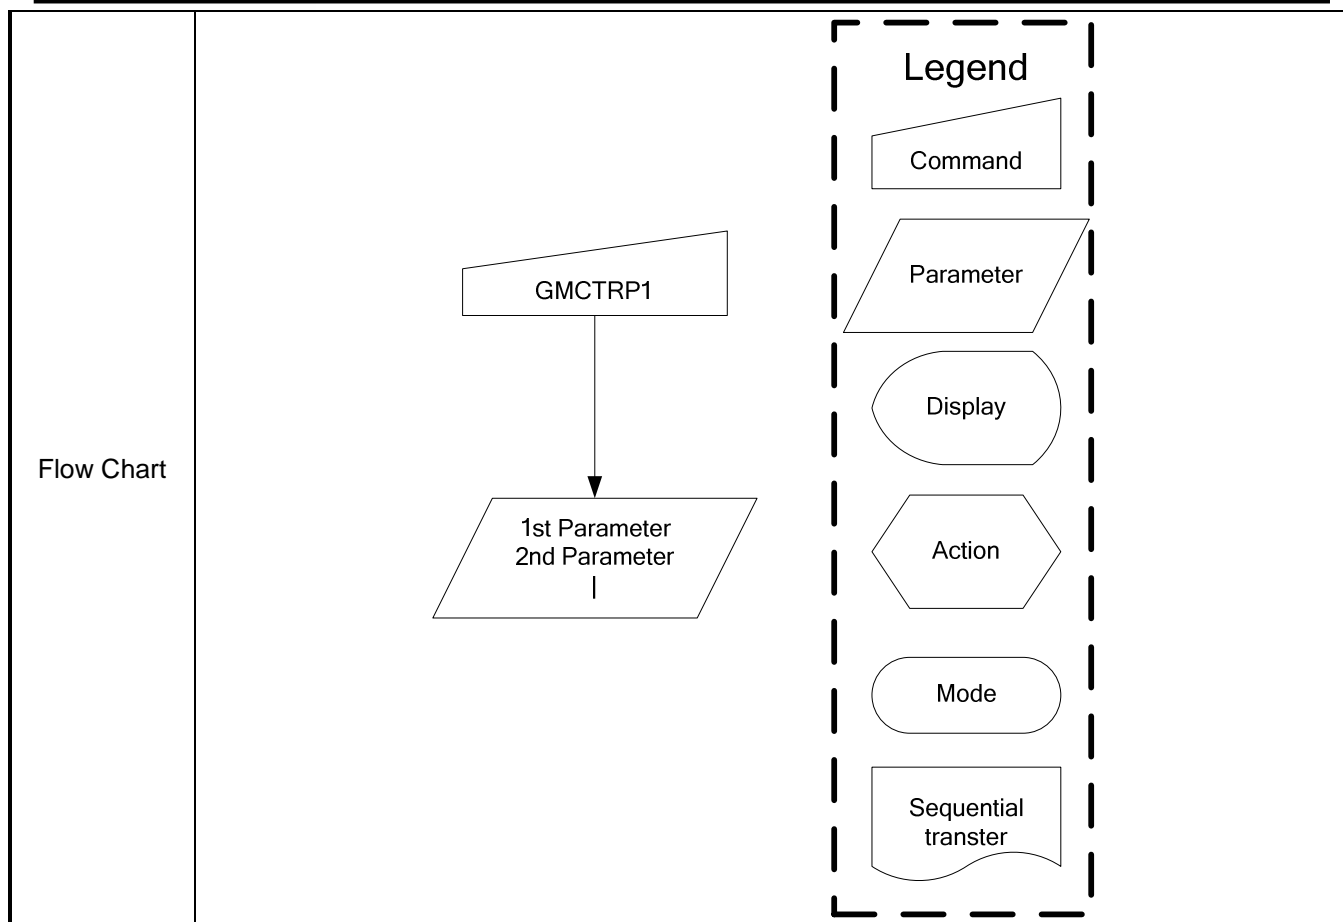 Flow Chart
GMCTRP1
1st Parameter
2nd Parameter
|
Legend
Command
Parameter
Display
Action
Mode
Sequential
transter